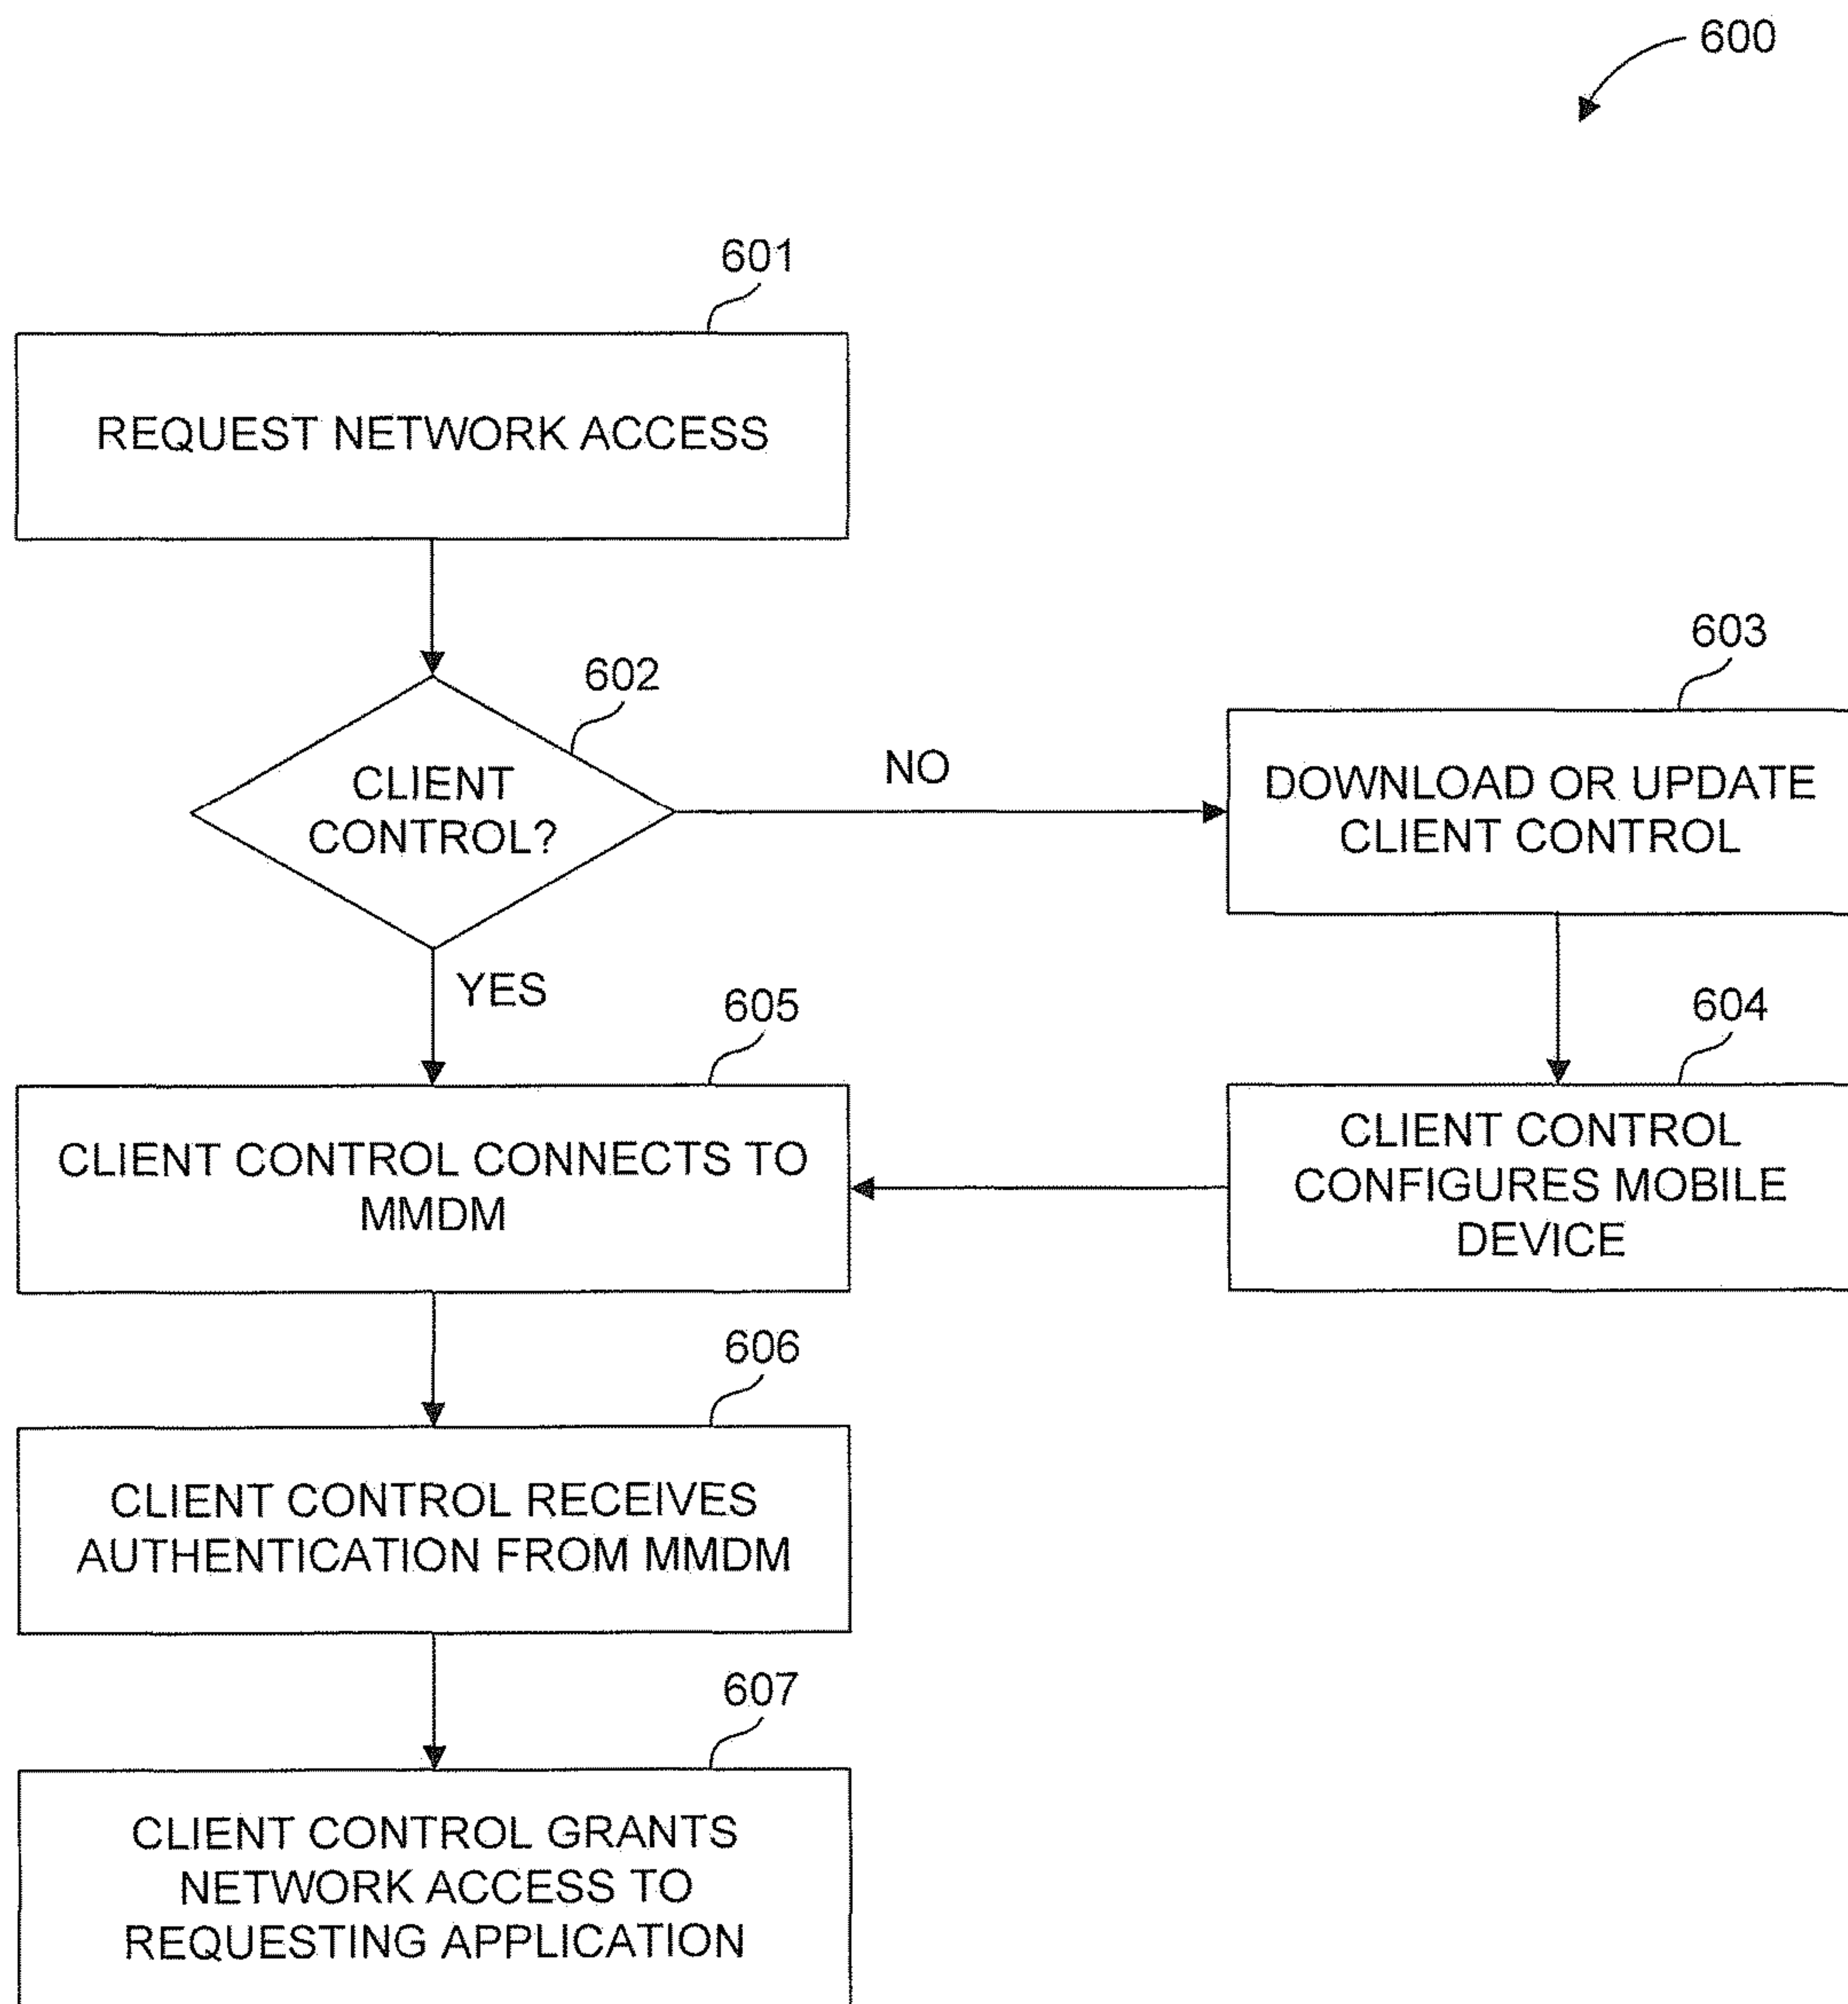 600
601
REQUEST NETWORK ACCESS
602
CLIENT
CONTROL?
NO
603
DOWNLOAD OR UPDATE
CLIENT CONTROL
YES
605
CLIENT CONTROL CONNECTS TO
MMDM
604
CLIENT CONTROL
CONFIGURES MOBILE
DEVICE
606
CLIENT CONTROL RECEIVES
AUTHENTICATION FROM MMDM
607
CLIENT CONTROL GRANTS
NETWORK ACCESS TO
REQUESTING APPLICATION